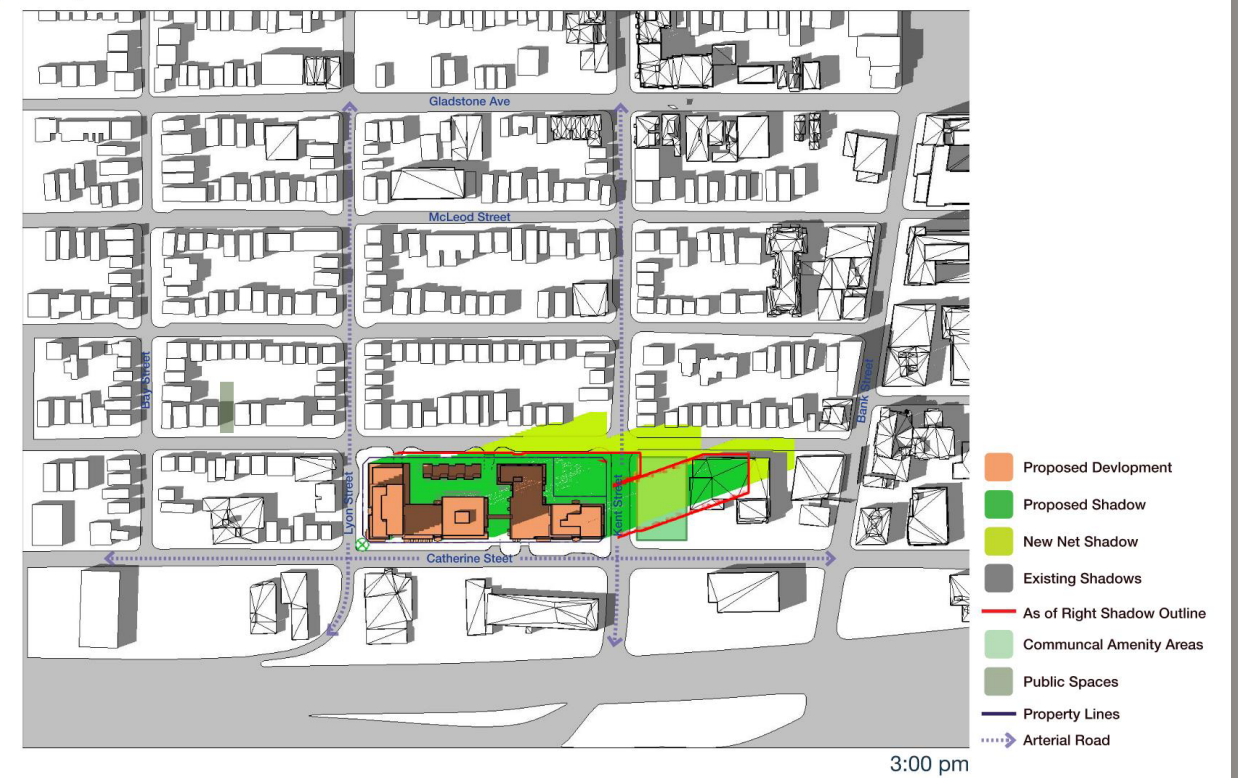 Gladstone Ave
McLeod Street
Bay Street
Bank Street
Lyon Street
Kent Street
Catherine Steet
Proposed Devlopment
Proposed Shadow
New Net Shadow
Existing Shadows
As of Right Shadow Outline
Communcal Amenity Areas
Public Spaces
Property Lines
Arterial Road
3:00 pm